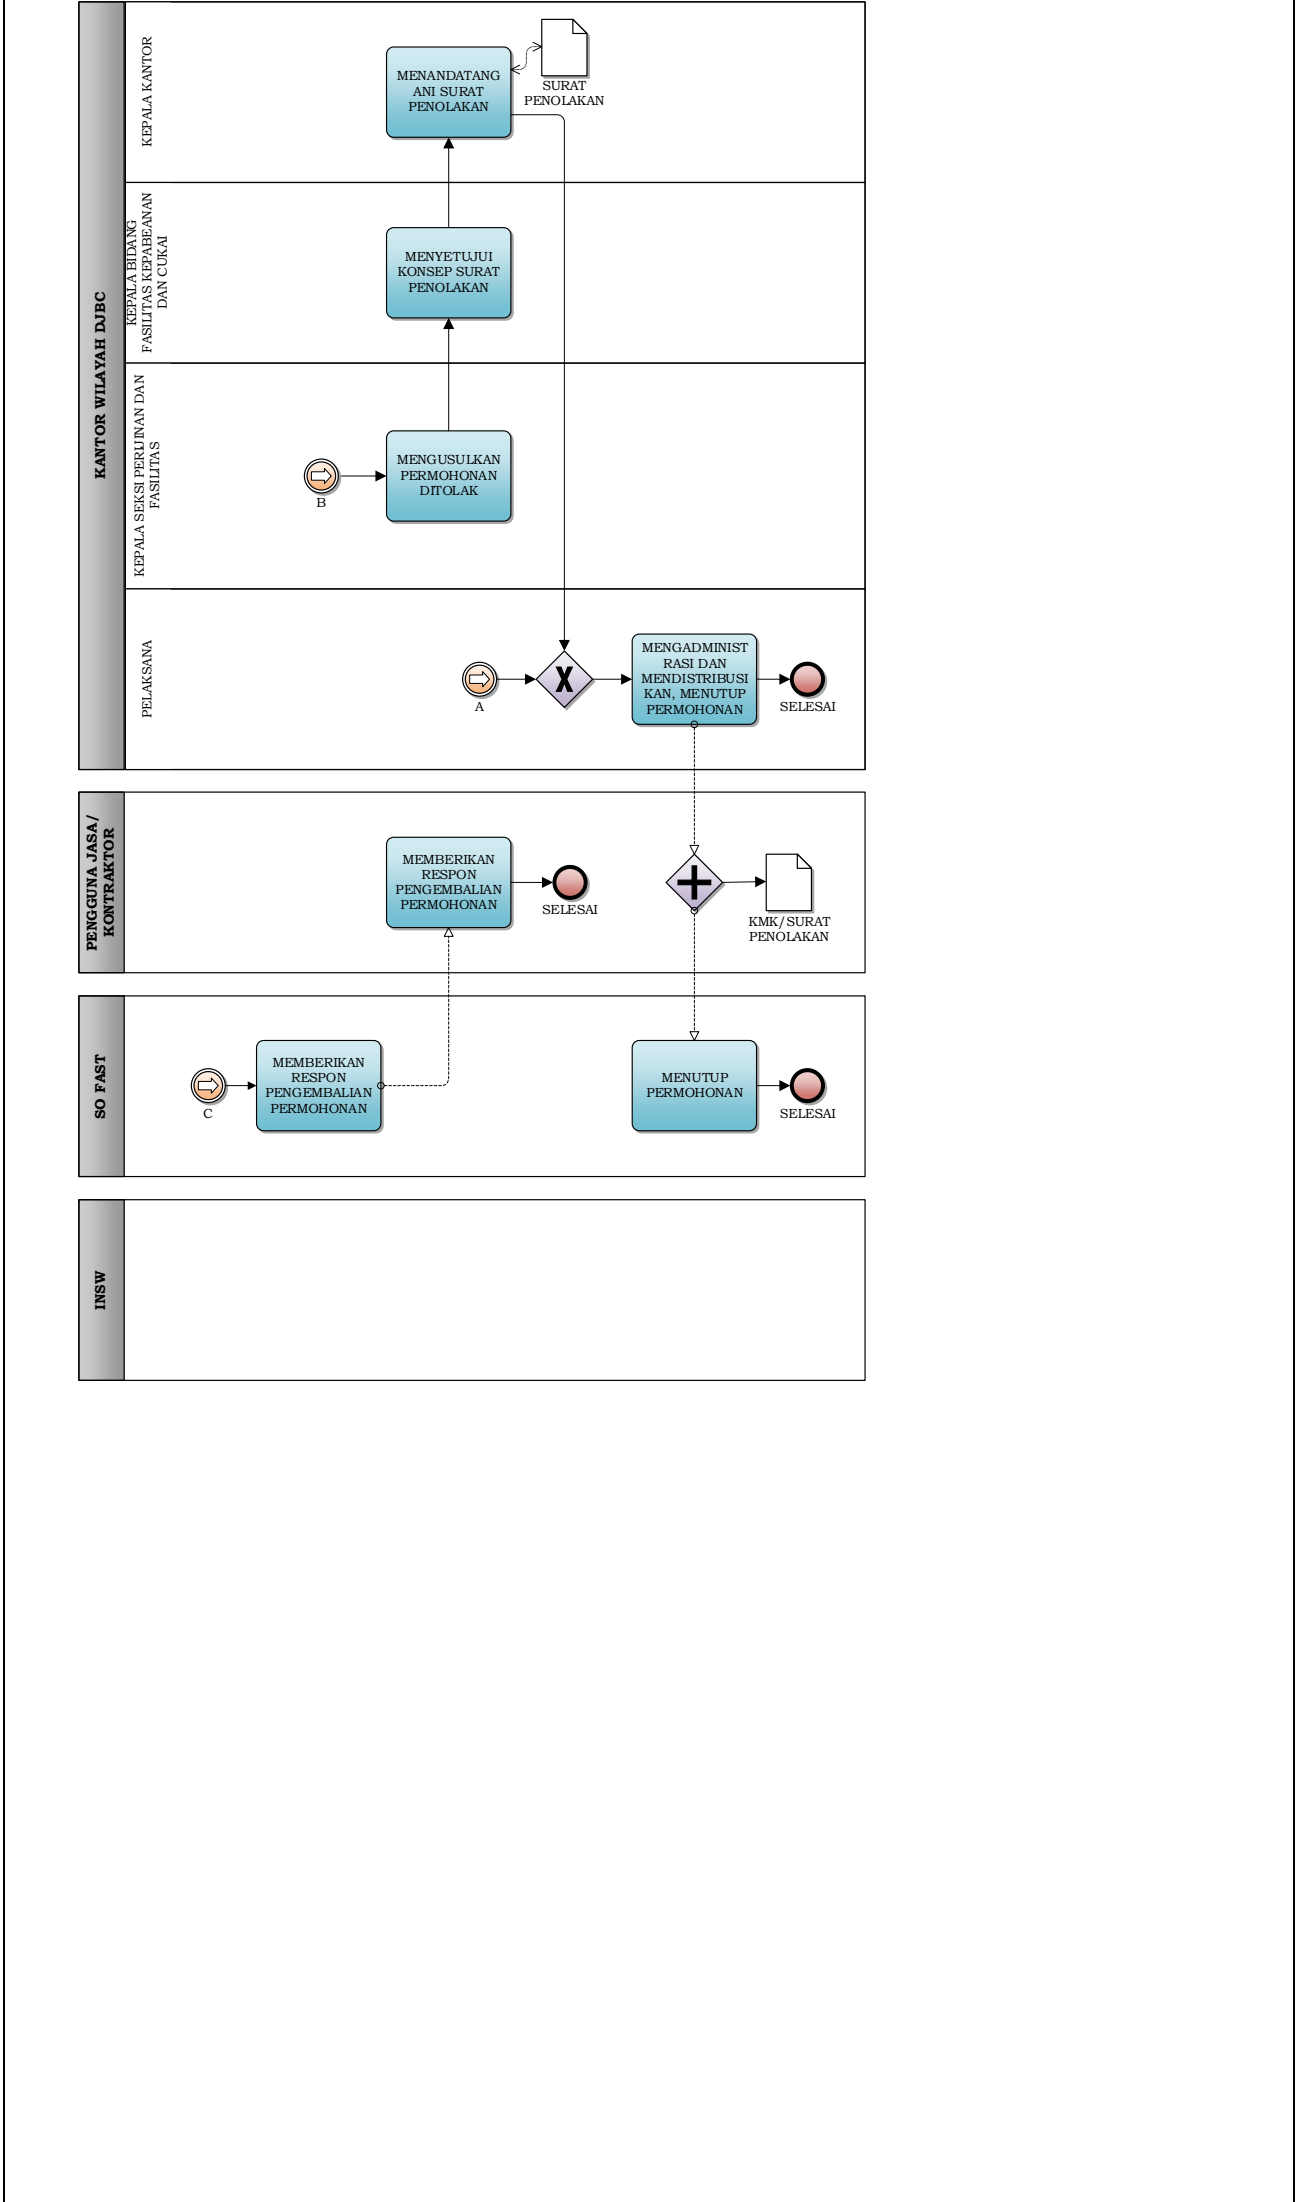 KANTOR WILAYAH DJBC
KEPALA KANTOR
MENANDATANG
ANI SURAT
PENOLAKAN
SURAT
PENOLAKAN
KEPALA BIDANG
FASILITAS KEPABEANAN
DAN CUKAI
MENYETUJUI
KONSEP SURAT
PENOLAKAN
KEPALA SEKSI PERIJINAN DAN
FASILITAS
B
MENGUSULKAN
PERMOHONAN
DITOLAK
PELAKSANA
A
X
MENGADMINIST
RASI DAN
MENDISTRIBUSI
KAN, MENUTUP
PERMOHONAN
SELESAI
PENGGUNA JASA/
KONTRAKTOR
MEMBERIKAN
RESPON
PENGEMBALIAN
PERMOHONAN
SELESAI
KMK/SURAT
PENOLAKAN
SO FAST
C
MEMBERIKAN
RESPON
PENGEMBALIAN
PERMOHONAN
MENUTUP
PERMOHONAN
SELESAI
INSW